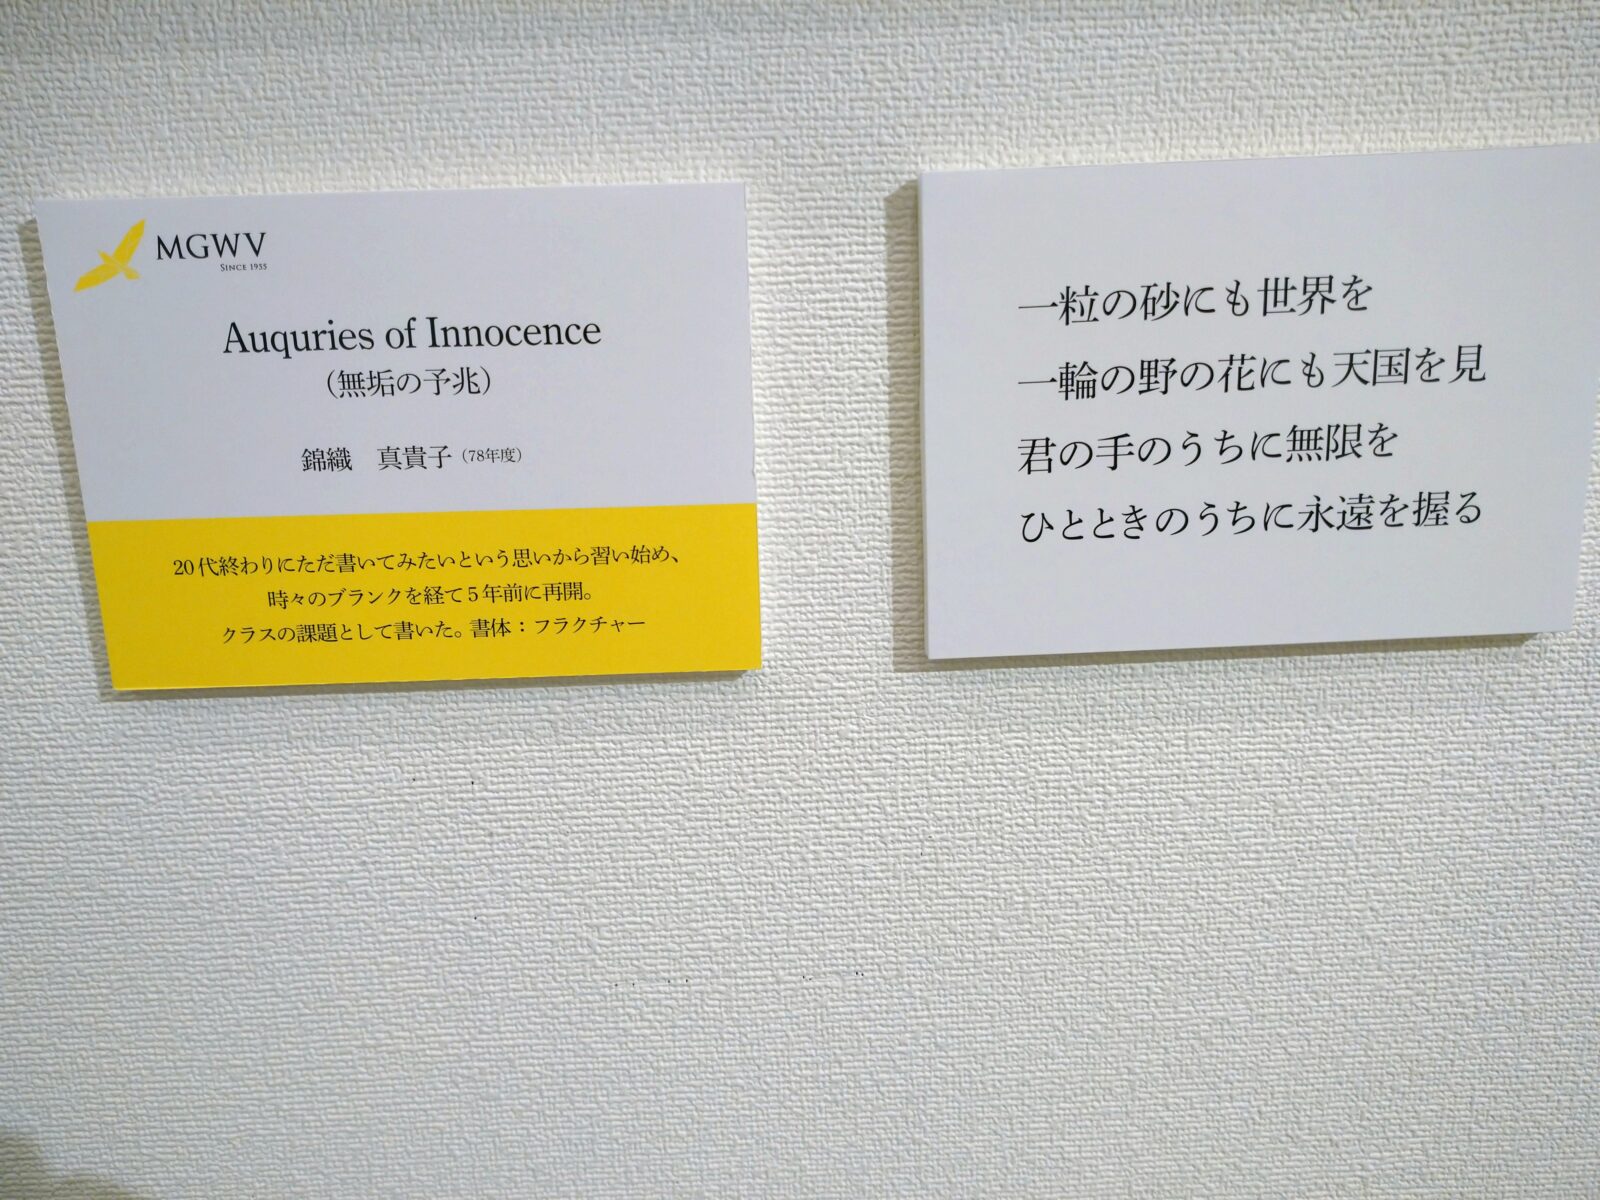 MGWV
SINCE 1955
Auquries of Innocence
（無垢の予兆）
錦織　真貴子（78年度）
20代終わりにただ書いてみたいという思いから習い始め、
時々のブランクを経て5年前に再開。
クラスの課題として書いた。書体：フラクチャー
一粒の砂にも世界を
一輪の野の花にも天国を見
君の手のうちに無限を
ひとときのうちに永遠を握る